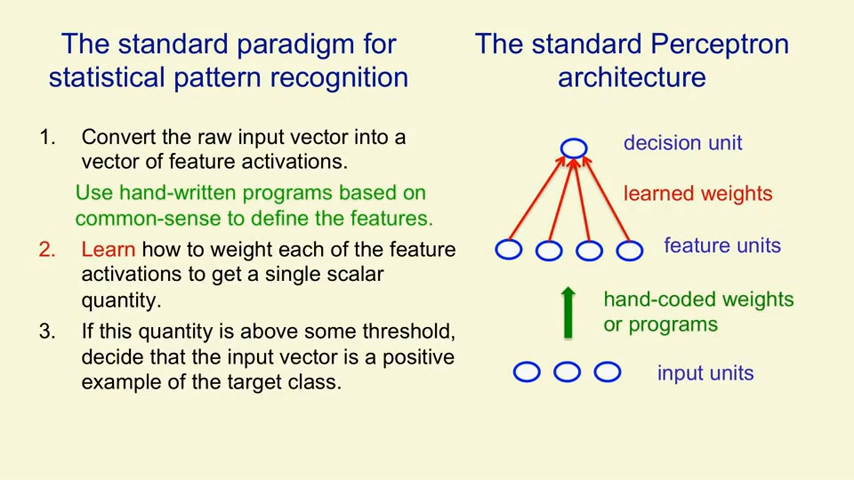 The standard paradigm for
statistical pattern recognition
1. Convert the raw input vector into a
vector of feature activations.
Use hand-written programs based on
common-sense to define the features.
2. Learn how to weight each of the feature
activations to get a single scalar
quantity.
3. If this quantity is above some threshold,
decide that the input vector is a positive
example of the target class.
The standard Perceptron
architecture
decision unit
learned weights
feature units
hand-coded weights
or programs
input units